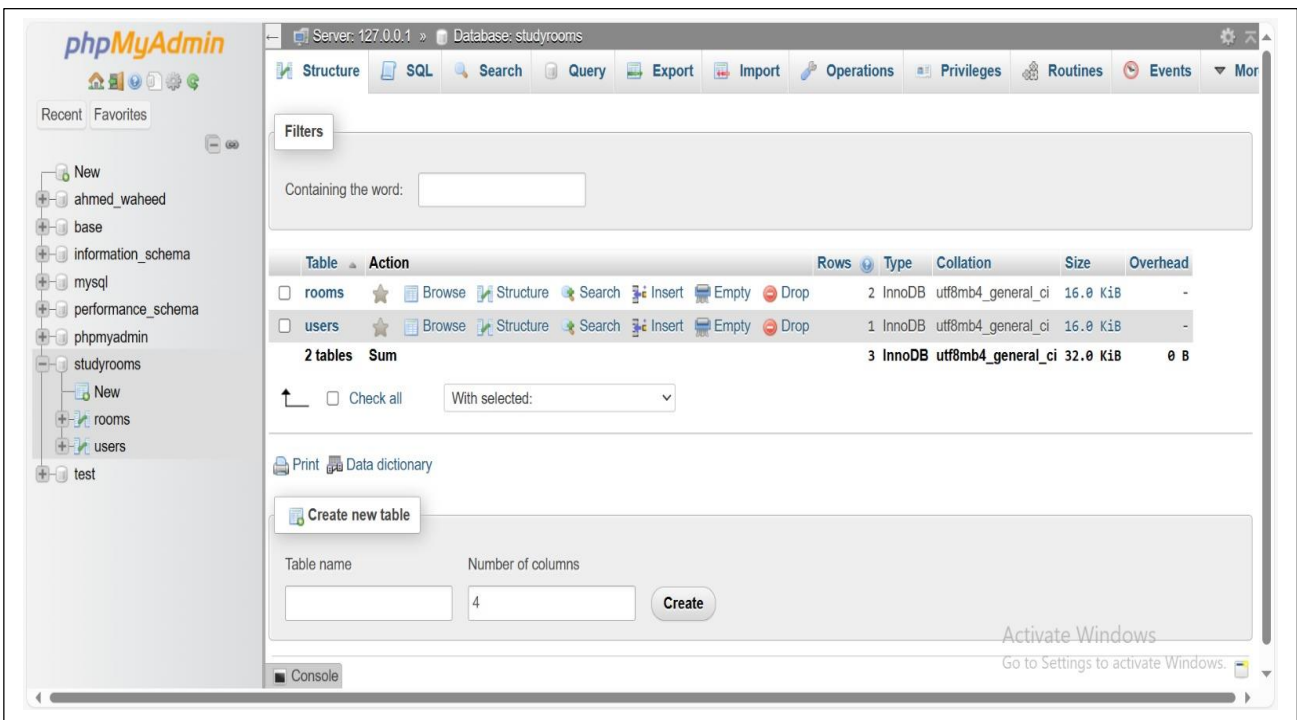 phpMyAdmin
Recent Favorites
New
ahmed_waheed
base
information_schema
mysql
performance_schema
phpmyadmin
studyrooms
New
rooms
users
test
Server: 127.0.0.1 » Database: studyrooms
Structure SQL Search Query Export Import Operations Privileges Routines Events Mor
Filters
Containing the word:
Table Action Rows Type Collation Size Overhead
rooms Browse Structure Search Insert Empty Drop 2 InnoDB utf8mb4_general_ci 16.0 KiB -
users Browse Structure Search Insert Empty Drop 1 InnoDB utf8mb4_general_ci 16.0 KiB -
2 tables Sum 3 InnoDB utf8mb4_general_ci 32.0 KiB 0 B
Check all With selected:
Print Data dictionary
Create new table
Table name Number of columns
4 Create
Activate Windows
Go to Settings to activate Windows.
Console